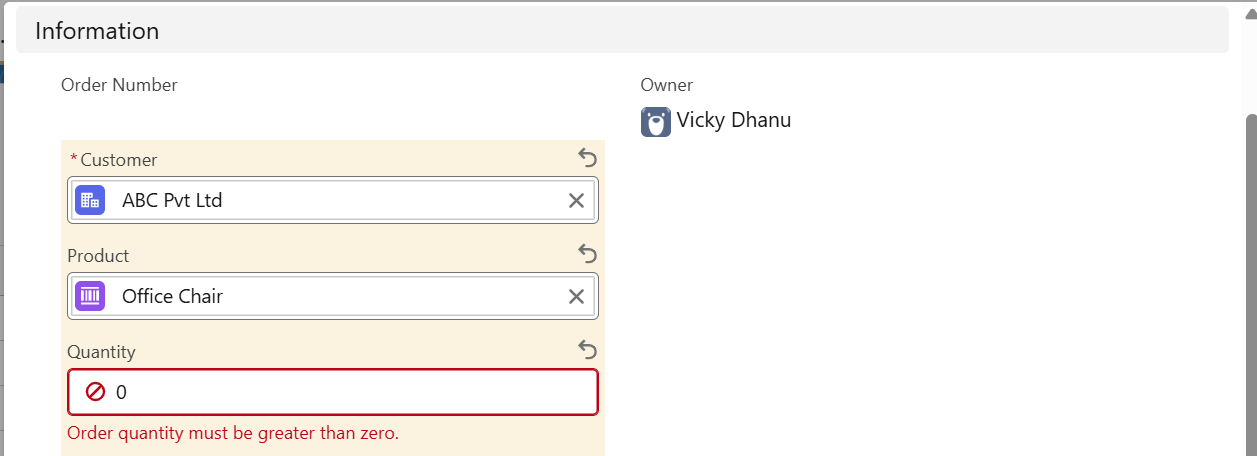 Information
Order Number
Owner
Vicky Dhanu
* Customer
ABC Pvt Ltd
Product
Office Chair
Quantity
0
Order quantity must be greater than zero.